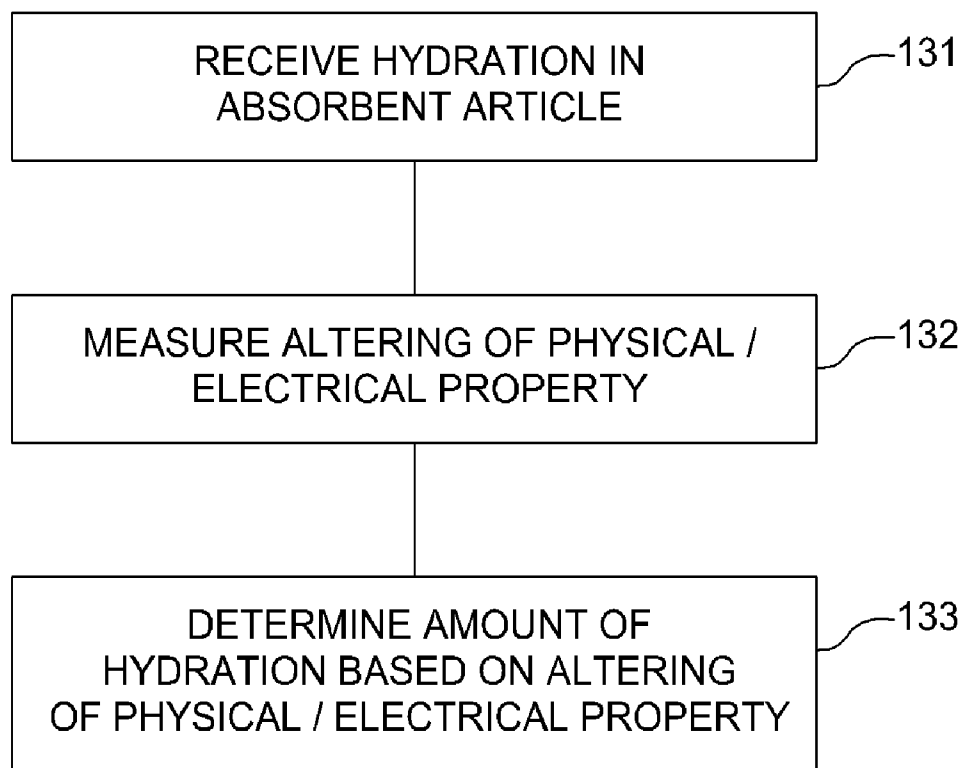 RECEIVE HYDRATION IN
ABSORBENT ARTICLE
131
MEASURE ALTERING OF PHYSICAL /
ELECTRICAL PROPERTY
132
DETERMINE AMOUNT OF
HYDRATION BASED ON ALTERING
OF PHYSICAL / ELECTRICAL PROPERTY
133